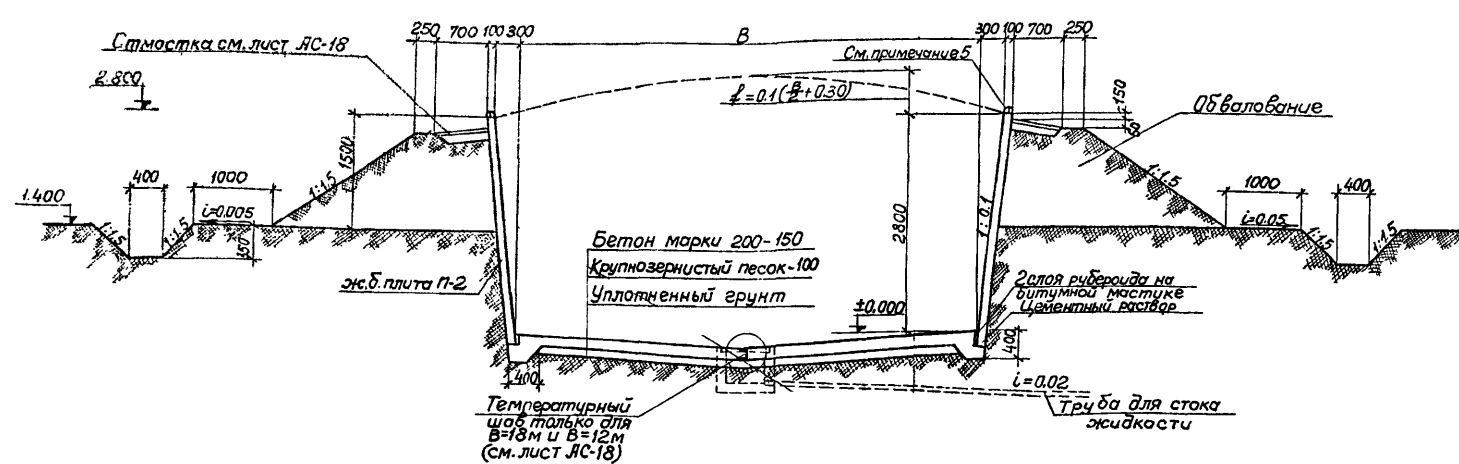 250 700 100 300 B 300 100 700 250
Отмостка см. лист АС-18
См. примечание 5
2.800
f=0.1(B/2+0.30)
150
50
Обвалование
1500
400 1000
1:1.5
1:1.5
1000 400
1.400
1:1.5
i=0.005
1:1.5
350
2800
1:0.1
i=0.05
1:1.5
1:1.5
Бетон марки 200-150
Крупнозернистый песок-100
Уплотненный грунт
ж.б. плита П-2
±0,000
2 слоя рубероида на
битумной мастике
Цементный раствор
400
400
i=0.02
Труба для стока
жидкости
Температурный
шов только для
B=18м и B=12м
(см. лист АС-18)